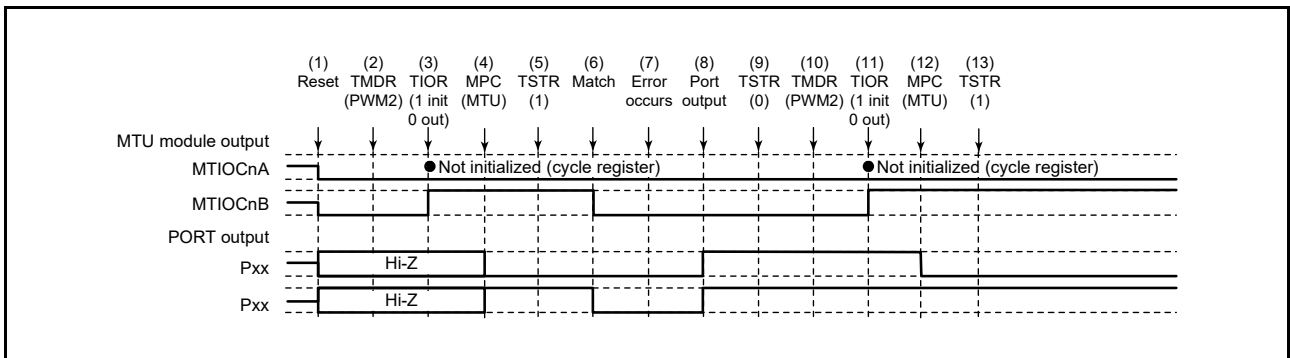 (1) (2) (3) (4) (5) (6) (7) (8) (9) (10) (11) (12) (13)
Reset TMDR TIOR MPC TSTR Match Error Port TSTR TMDR TIOR MPC TSTR
(PWM2) (1 init (MTU) (1) occurs output (0) (PWM2) (1 init (MTU) (1)
0 out) 0 out)
MTU module output
MTIOCnA Not initialized (cycle register) Not initialized (cycle register)
MTIOCnB
PORT output
Pxx Hi-Z
Pxx Hi-Z